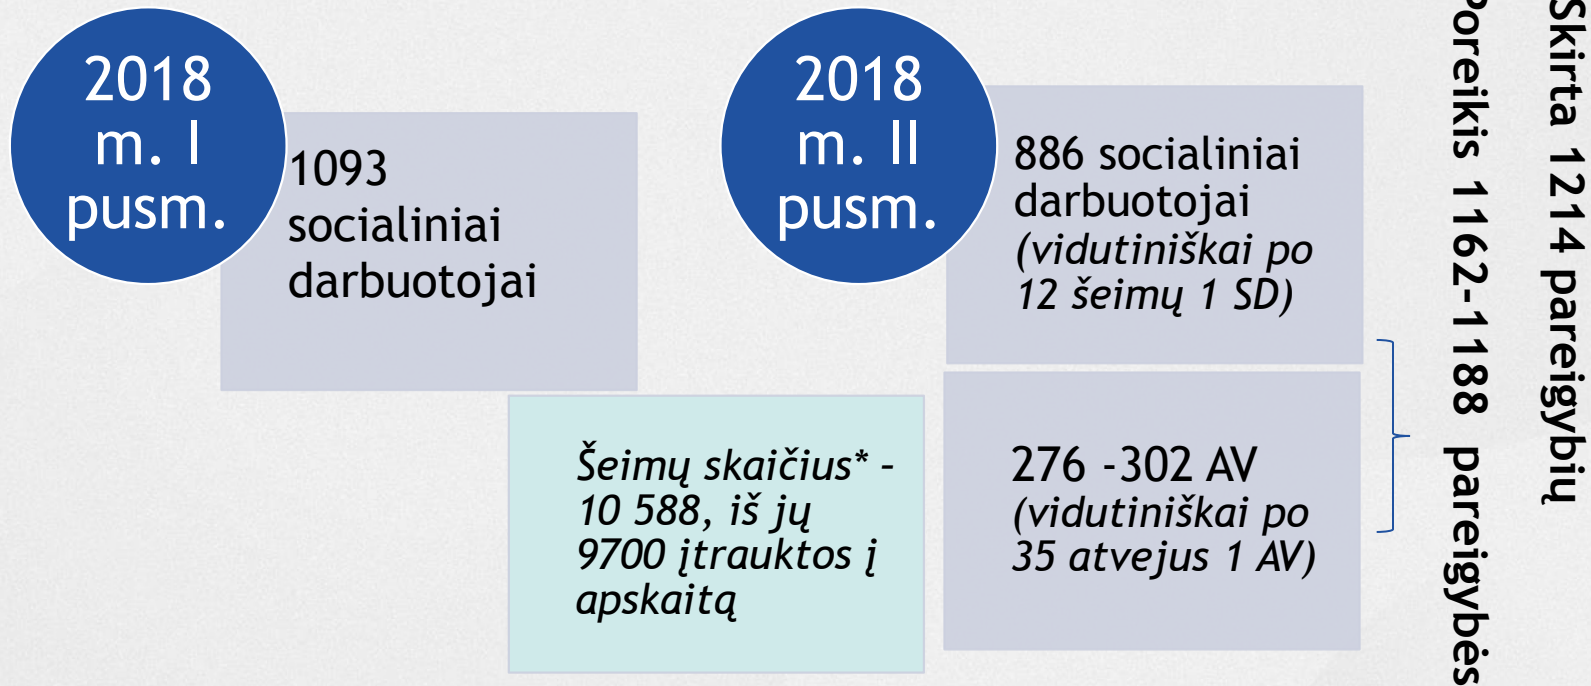 2018
m. I
pusm.
1093
socialiniai
darbuotojai
2018
m. II
pusm.
886 socialiniai
darbuotojai
(vidutiniškai po
12 šeimų 1 SD)
Šeimų skaičius* -
10 588, iš jų
9700 įtrauktos į
apskaitą
276 -302 AV
(vidutiniškai po
35 atvejus 1 AV)
Skirta 1214 pareigybių
Poreikis 1162-1188 pareigybės